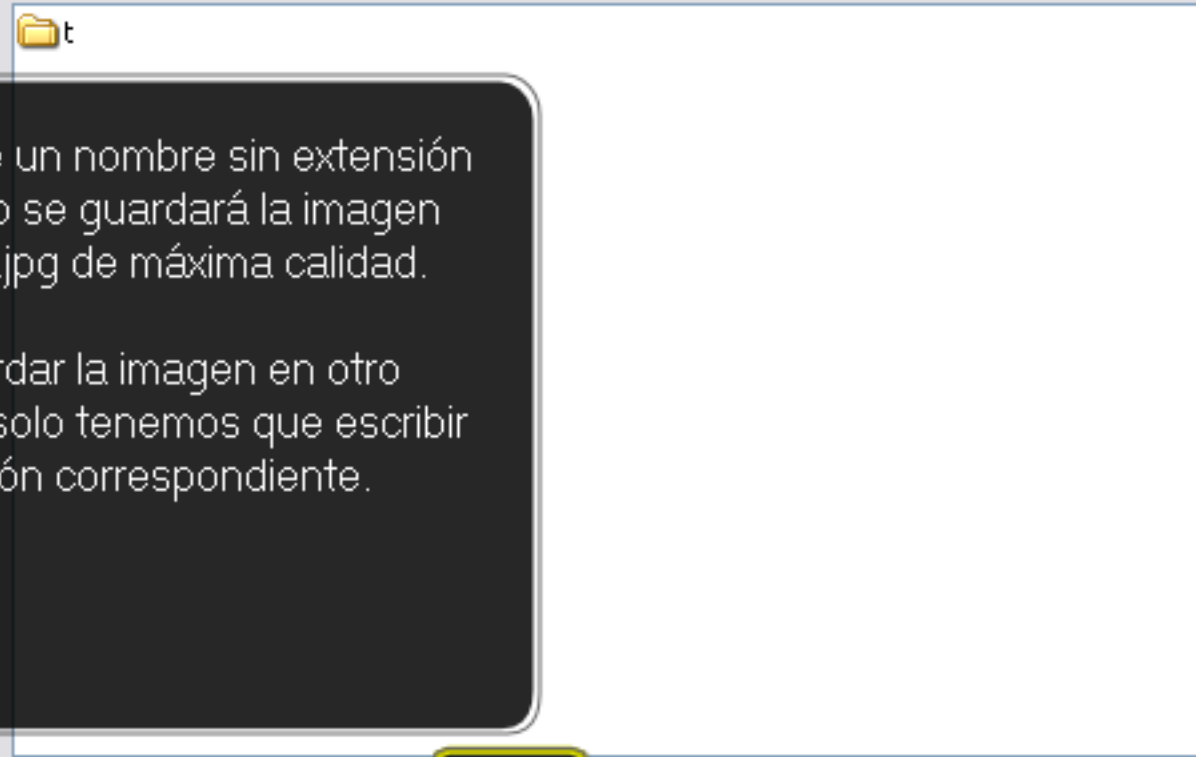 t
un nombre sin extensión
se guardará la imagen
.jpg de máxima calidad.
rdar la imagen en otro
solo tenemos que escribir
ón correspondiente.